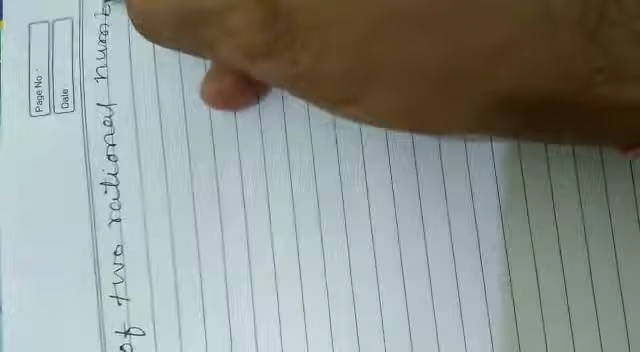 Page No :
Date
of two rational numb